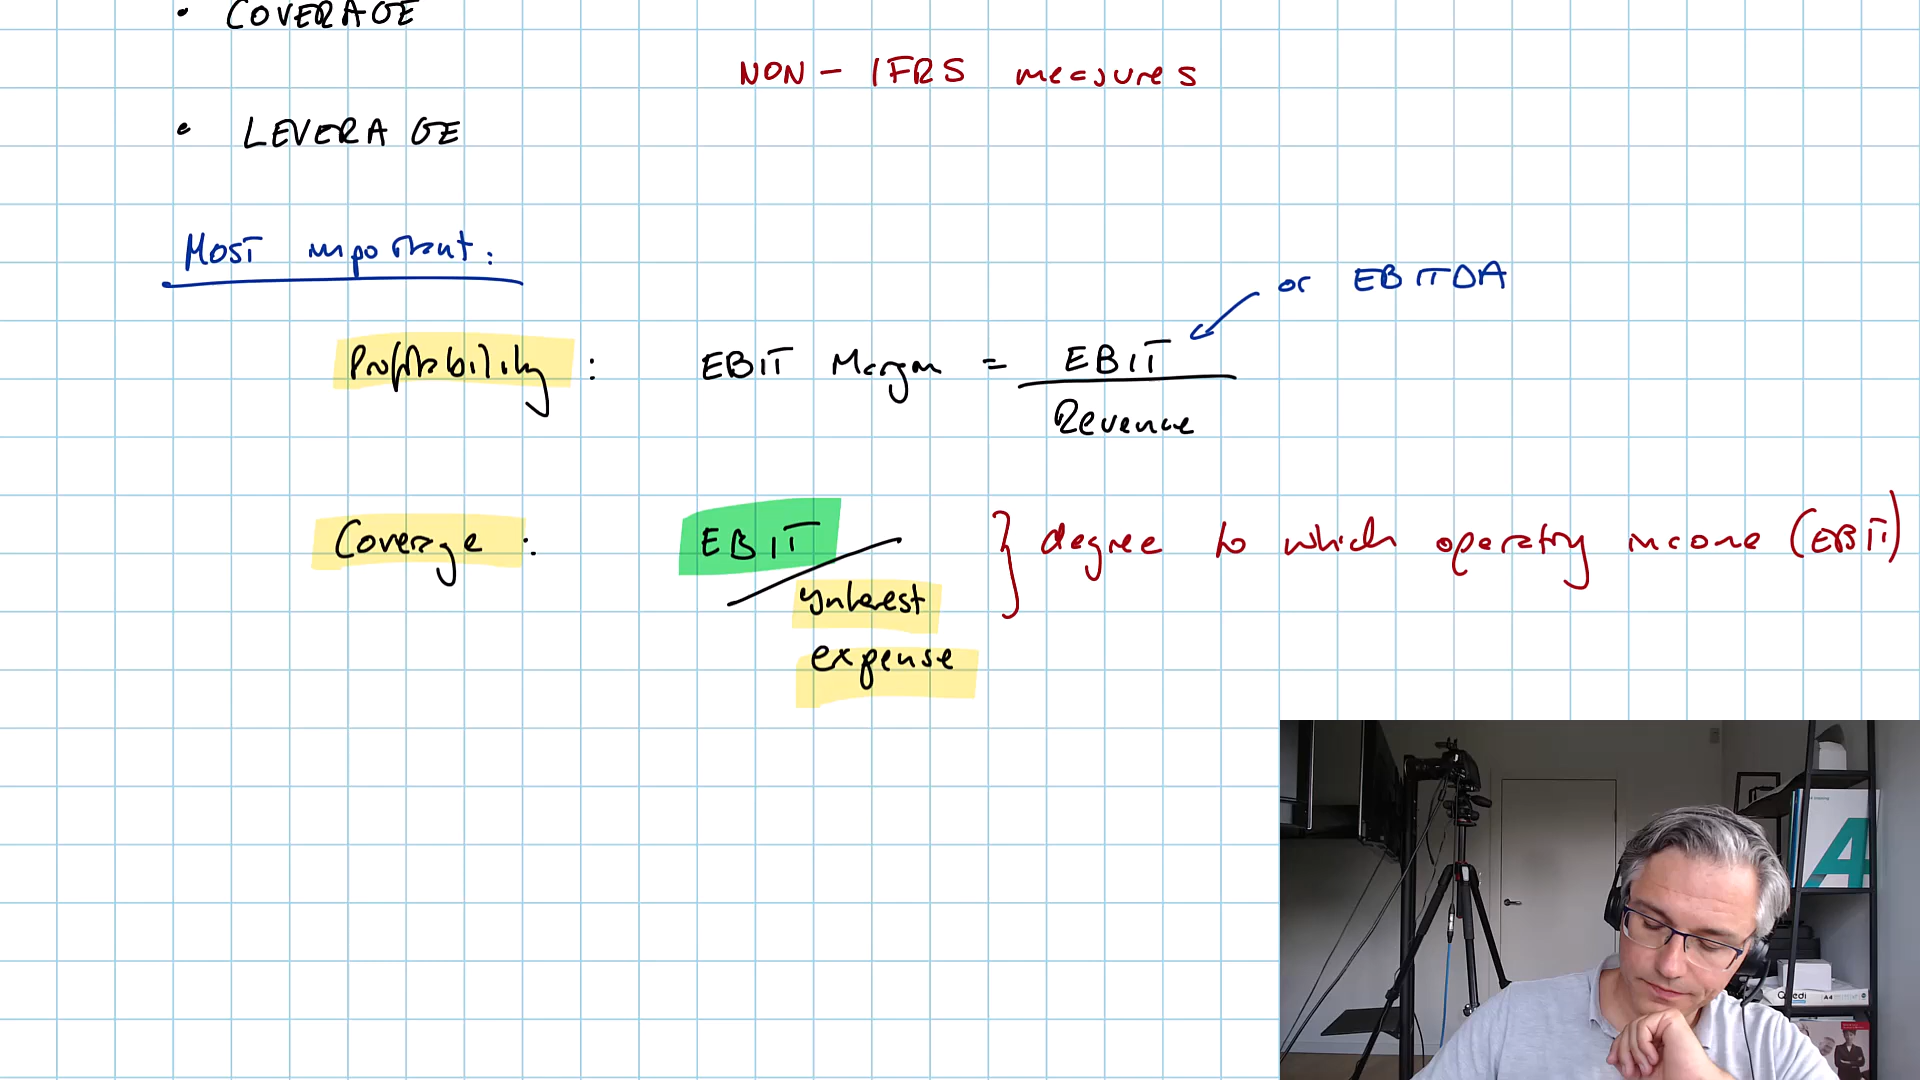 • COVERAGE
NON - IFRS measures
• LEVERAGE
Most important:
or EBITDA
Profitability : EBIT Margin = EBIT
Revenue
Coverage : EBIT } degree to which operating income (EBIT)
Interest
expense
A4